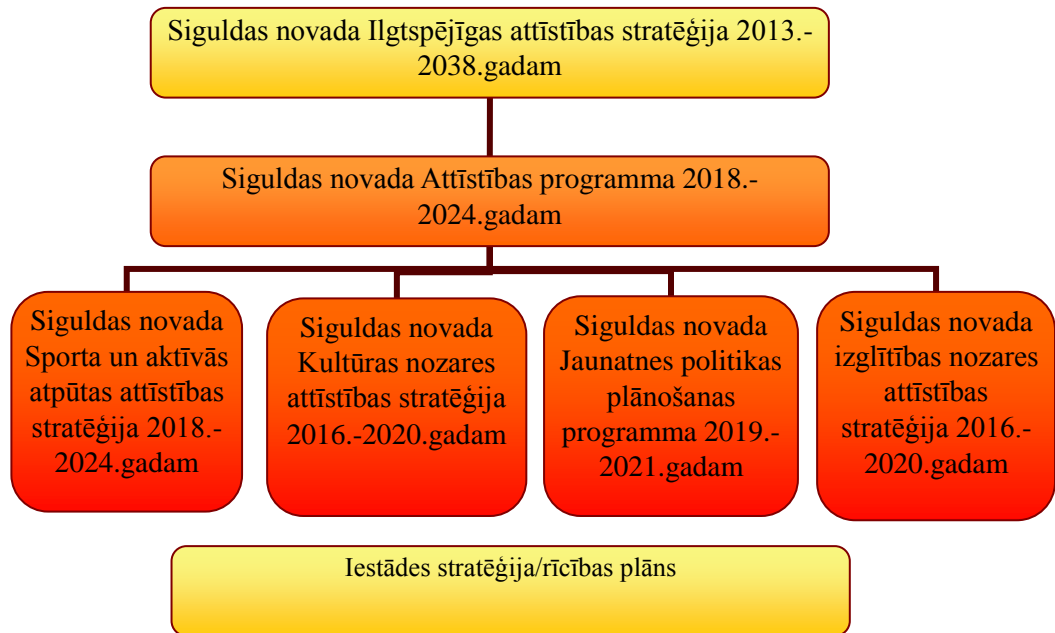 Siguldas novada Ilgtspējīgas attīstības stratēģija 2013.-
2038.gadam
Siguldas novada Attīstības programma 2018.-
2024.gadam
Siguldas novada
Sporta un aktīvās
atpūtas attīstības
stratēģija 2018.-
2024.gadam
Siguldas novada
Kultūras nozares
attīstības stratēģija
2016.-2020.gadam
Siguldas novada
Jaunatnes politikas
plānošanas
programma 2019.-
2021.gadam
Siguldas novada
izglītības nozares
attīstības
stratēģija 2016.-
2020.gadam
Iestādes stratēģija/rīcības plāns